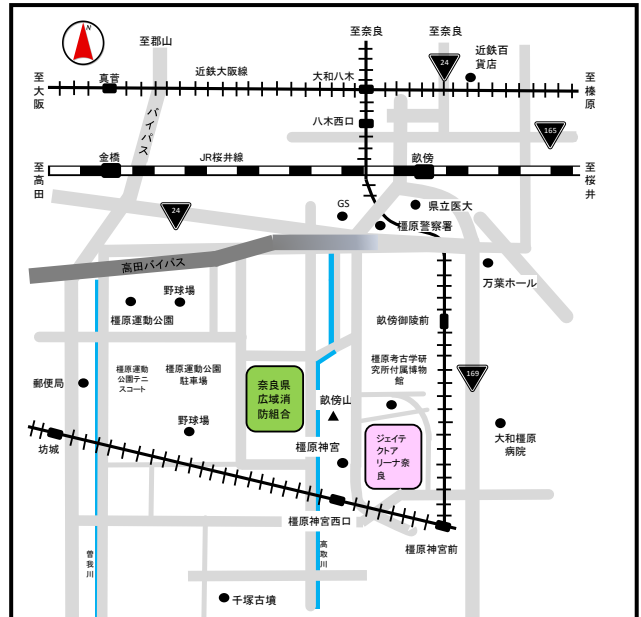 N
至郡山
至奈良
至奈良
24
近鉄百
貨店
近鉄大阪線
真菅
大和八木
至大阪
至榛原
バイパス
八木西口
165
金橋
JR桜井線
畝傍
至高田
至桜井
24
GS
県立医大
橿原警察署
高田バイパス
万葉ホール
野球場
橿原運動公園
畝傍御陵前
橿原運動
公園テニ
スコート
橿原運動公園
駐車場
橿原考古学研
究所付属博物
館
169
郵便局
奈良県
広域消
防組合
畝傍山
野球場
ジェイテ
クトア
リーナ奈
良
大和橿原
病院
坊城
橿原神宮
橿原神宮西口
橿原神宮前
曽我川
高取川
千塚古墳